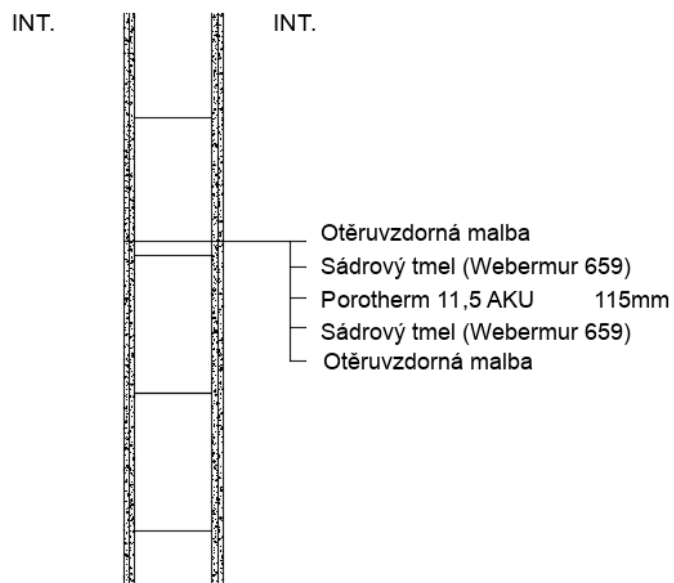 INT. INT.
Otěruvzdorná malba
Sádrový tmel (Webermur 659)
Porotherm 11,5 AKU 115mm
Sádrový tmel (Webermur 659)
Otěruvzdorná malba